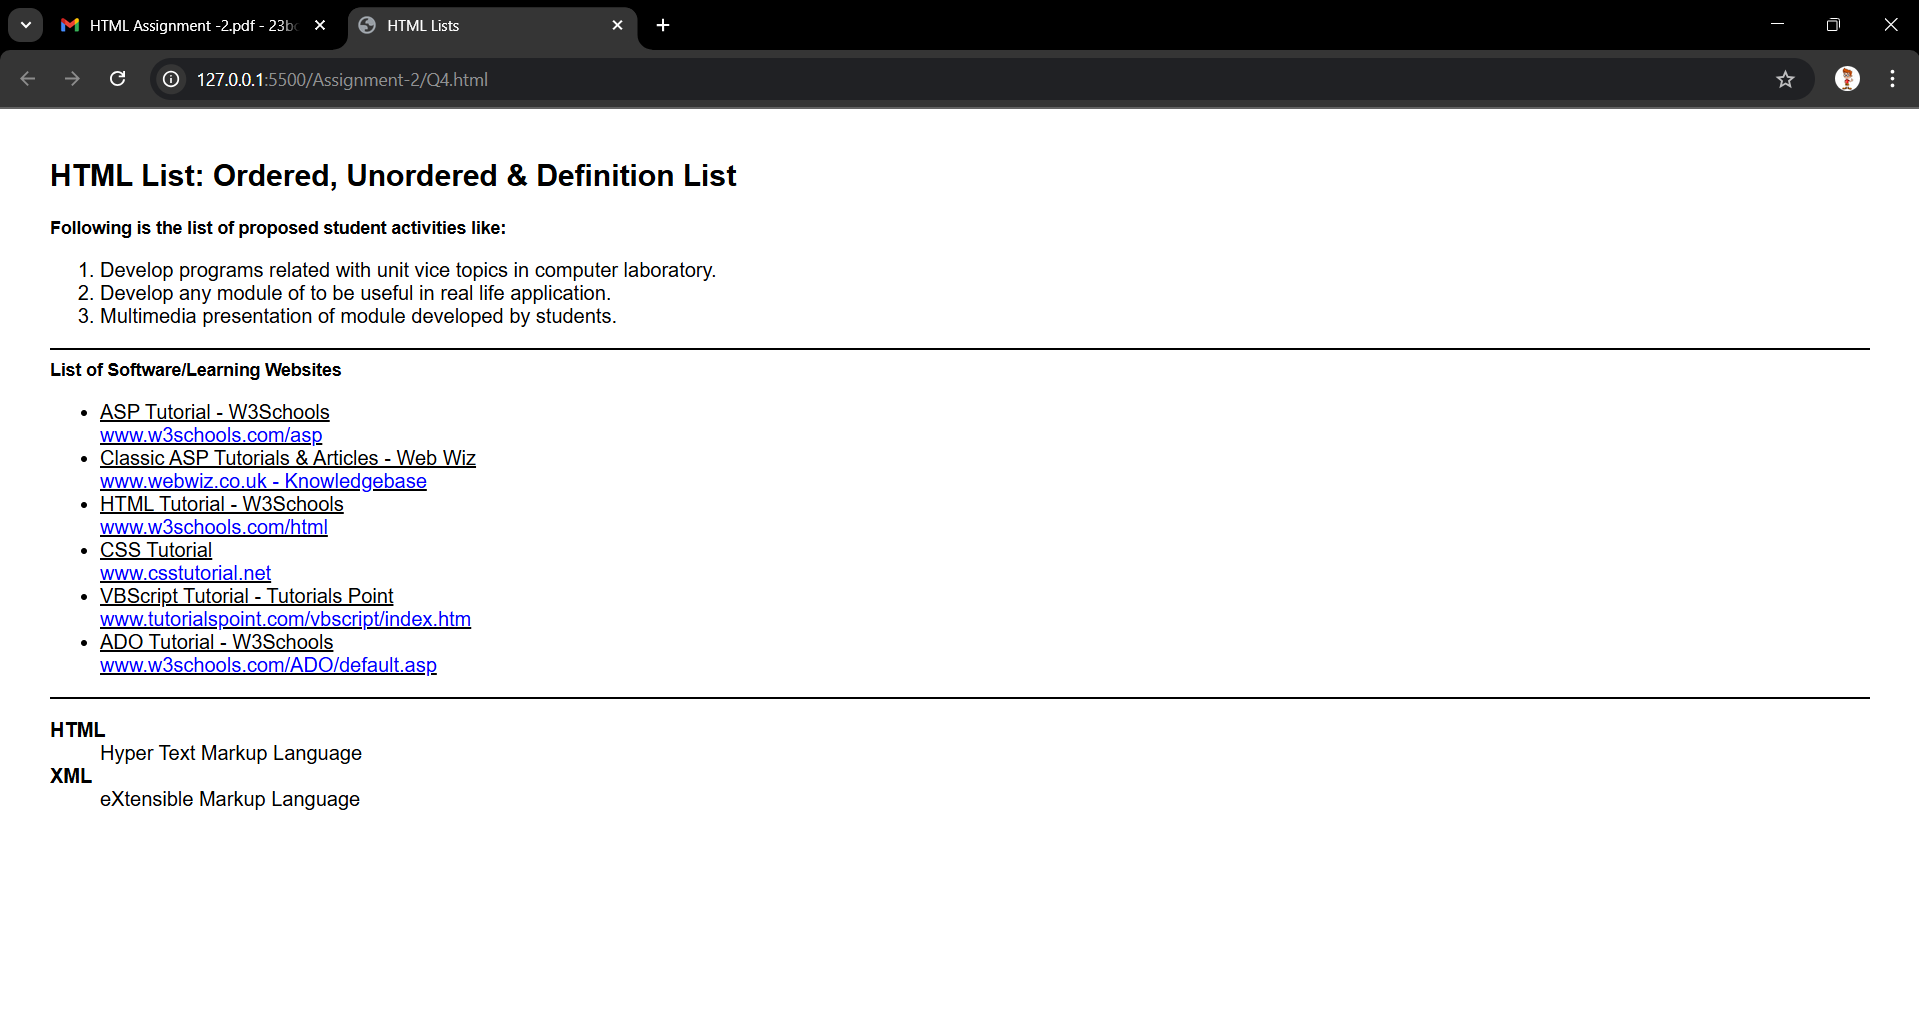 HTML Assignment -2.pdf - 23b
HTML Lists
127.0.0.1:5500/Assignment-2/Q4.html
HTML List: Ordered, Unordered & Definition List
Following is the list of proposed student activities like:
1. Develop programs related with unit vice topics in computer laboratory.
2. Develop any module of to be useful in real life application.
3. Multimedia presentation of module developed by students.
List of Software/Learning Websites
• ASP Tutorial - W3Schools
www.w3schools.com/asp
• Classic ASP Tutorials & Articles - Web Wiz
www.webwiz.co.uk - Knowledgebase
• HTML Tutorial - W3Schools
www.w3schools.com/html
• CSS Tutorial
www.csstutorial.net
• VBScript Tutorial - Tutorials Point
www.tutorialspoint.com/vbscript/index.htm
• ADO Tutorial - W3Schools
www.w3schools.com/ADO/default.asp
HTML
Hyper Text Markup Language
XML
eXtensible Markup Language